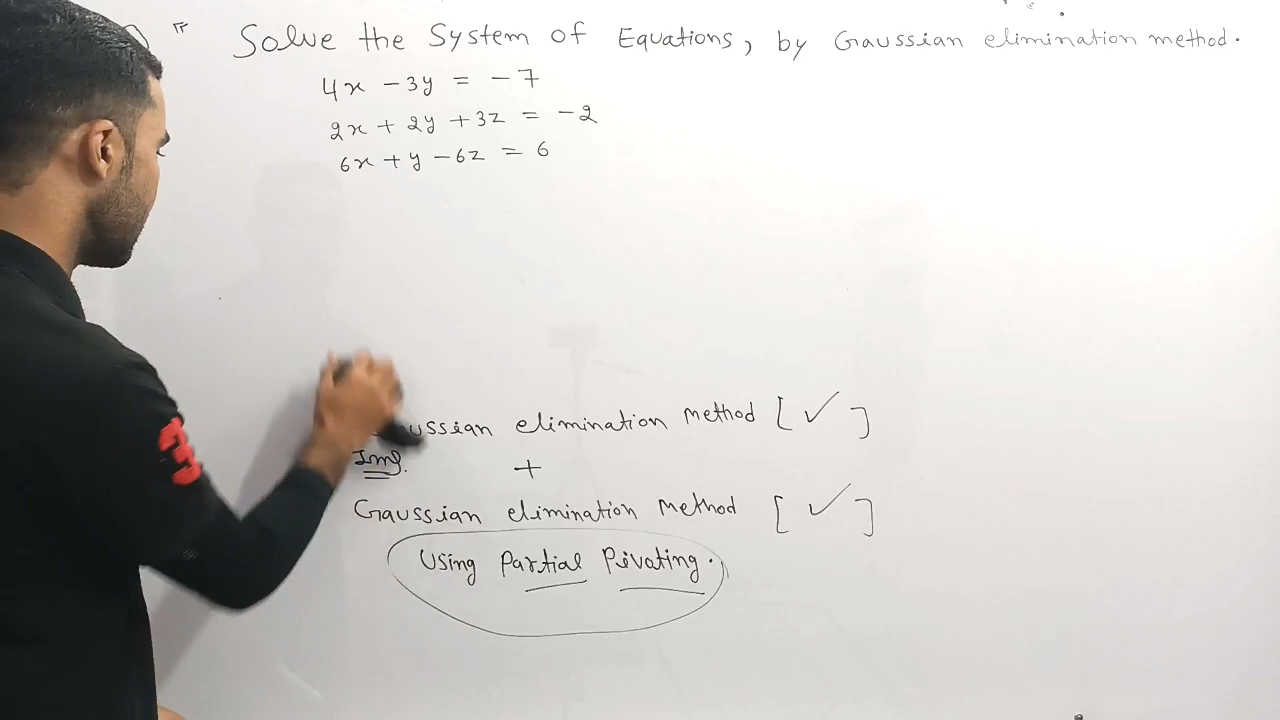 Solve the System of Equations, by Gaussian elimination method.
4x - 3y = -7
2x + 2y + 3z = -2
6x + y - 6z = 6
elimination method [ ✓ ]
Imp.
+
Gaussian elimination method [ ✓ ]
Using Partial Pivoting.
3